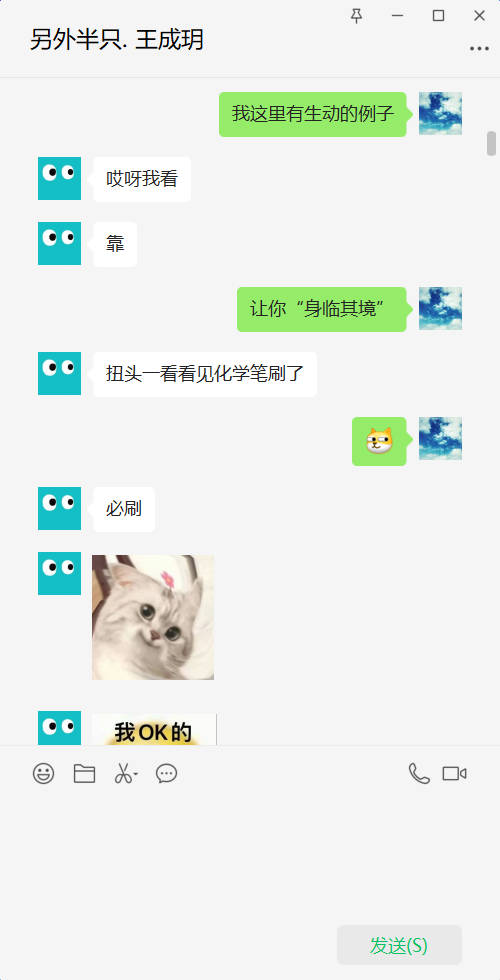 另外半只. 王成玥
我这里有生动的例子
哎呀我看
靠
让你“身临其境”
扭头一看看见化学笔刷了
必刷
我OK的
发送(S)